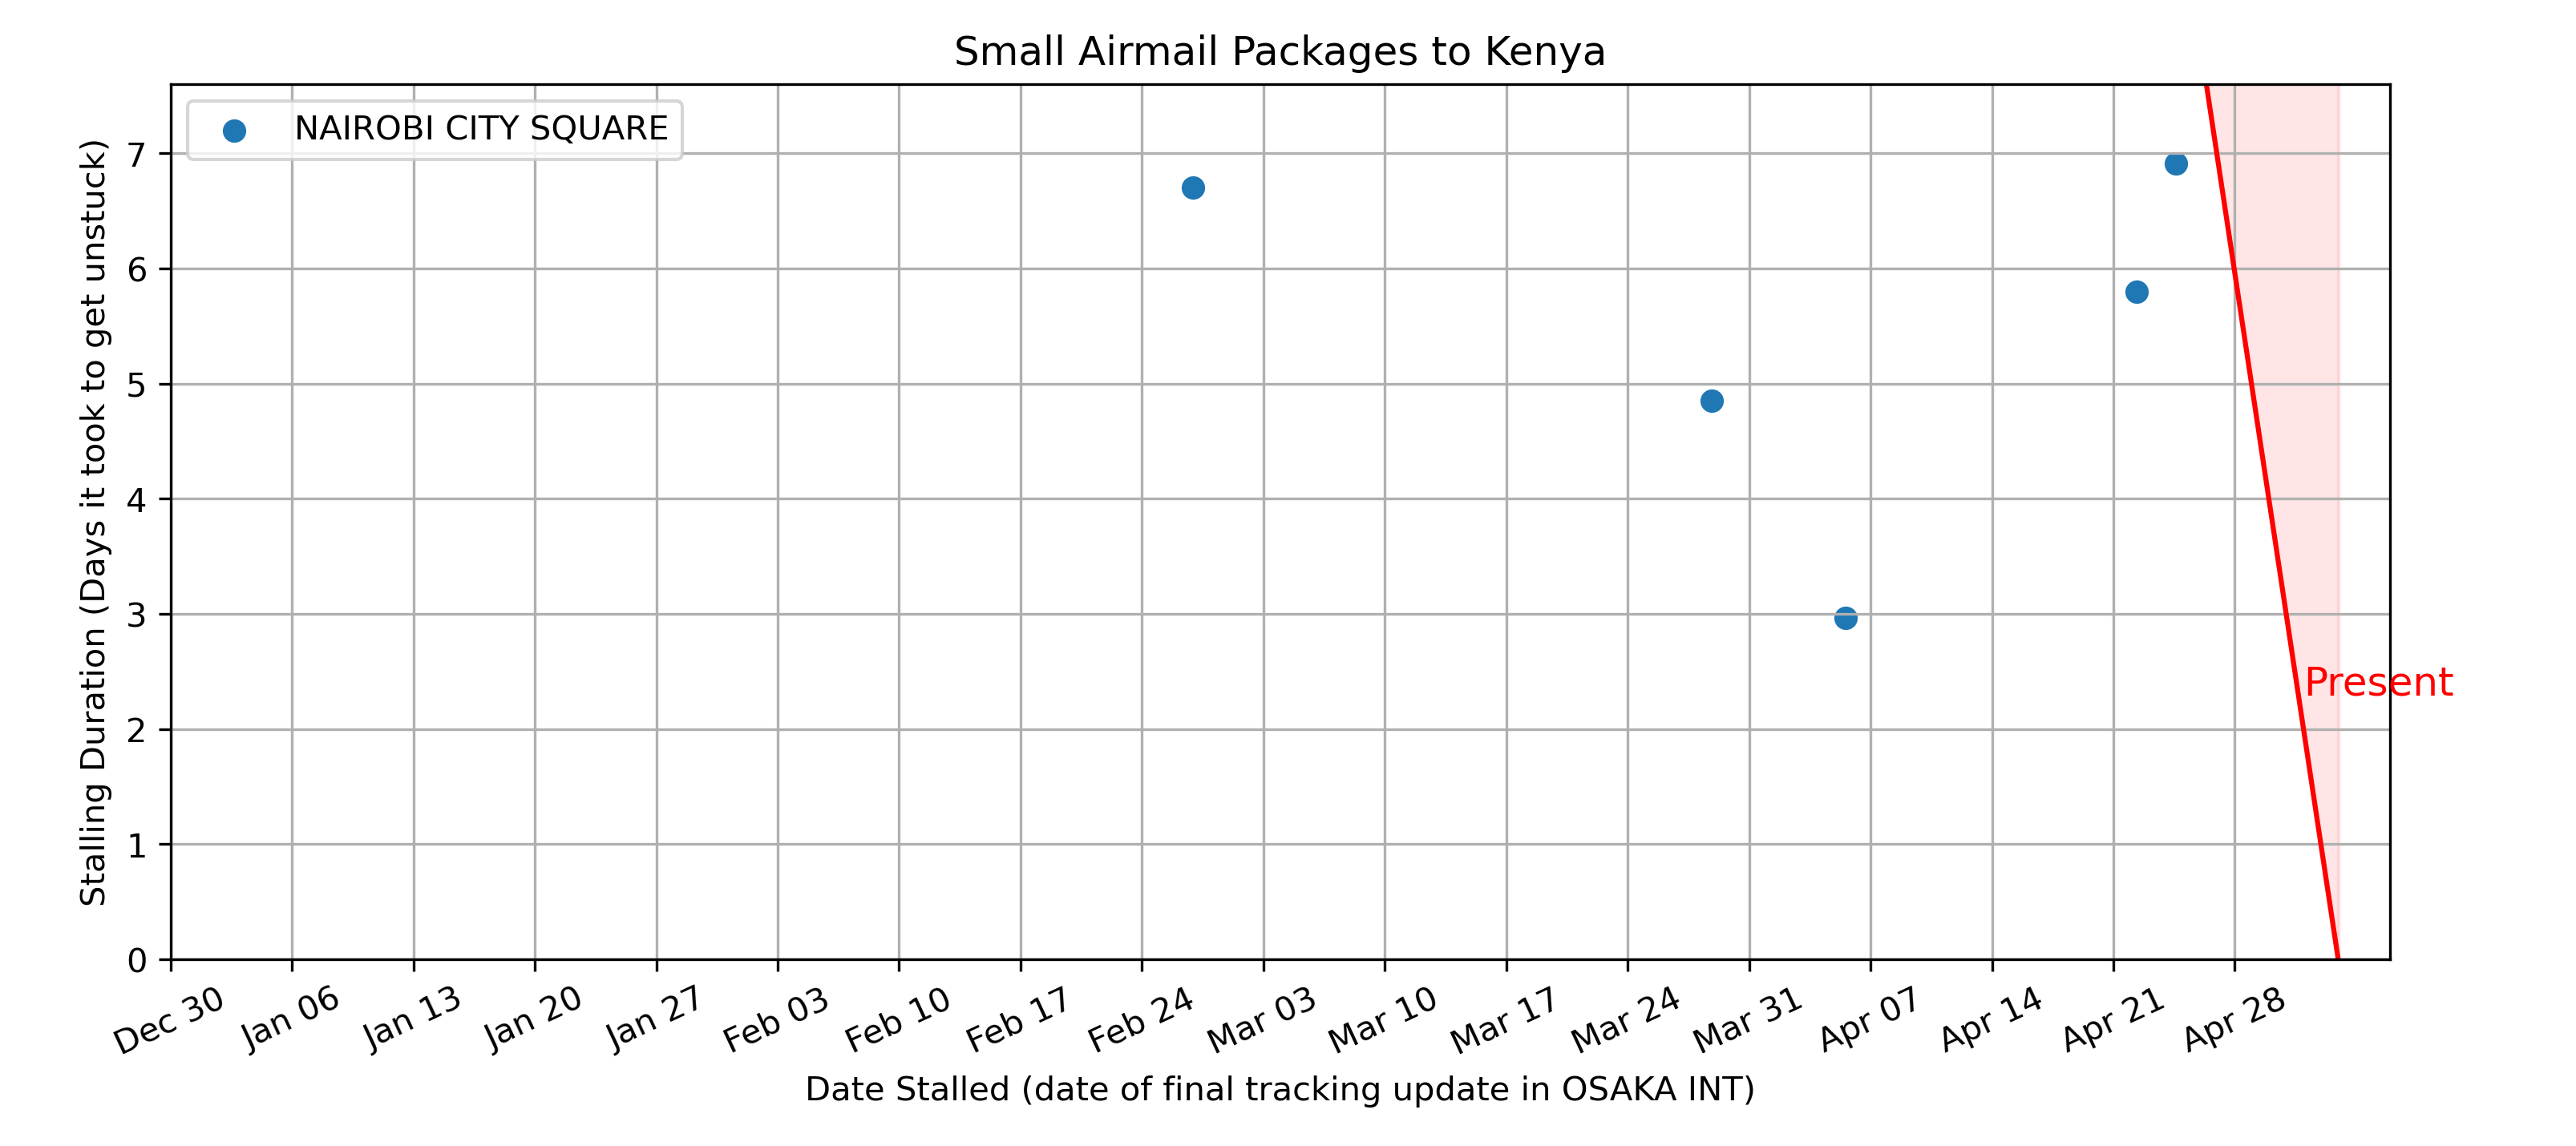 Small Airmail Packages to Kenya
NAIROBI CITY SQUARE
Stalling Duration (Days it took to get unstuck)
7
6
5
4
3
2
1
0
Present
Dec 30
Jan 06
Jan 13
Jan 20
Jan 27
Feb 03
Feb 10
Feb 17
Feb 24
Mar 03
Mar 10
Mar 17
Mar 24
Mar 31
Apr 07
Apr 14
Apr 21
Apr 28
Date Stalled (date of final tracking update in OSAKA INT)